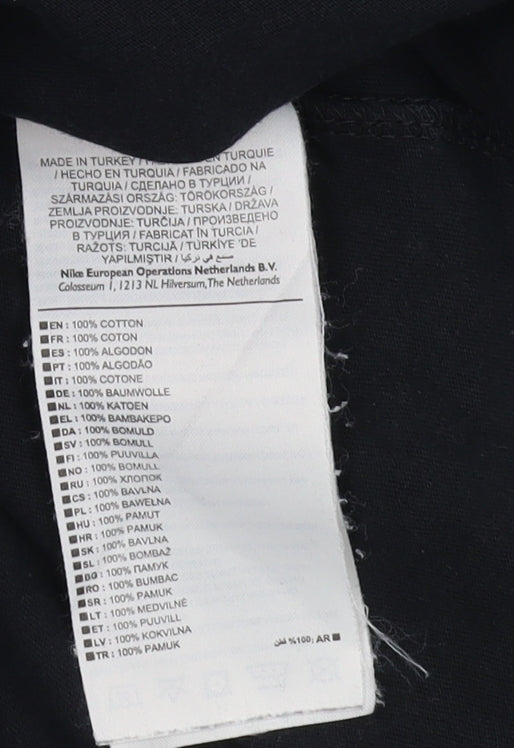 MADE IN TURKEY / EN TURQUIE
/ HECHO EN TURQUIA / FABRICADO NA
TURQUIA / СДЕЛАНО В ТУРЦИИ /
SZÁRMAZÁSI ORSZÁG: TÖRÖKORSZÁG /
ZEMLJA PROIZVODNJE: TURSKA / DRŽAVA
PROIZVODNJE: TURČIJA / ПРОИЗВЕДЕНО
В ТУРЦИЯ / FABRICAT ÎN TURCIA /
RAŽOTS: TURCIJĀ / TÜRKİYE 'DE
YAPILMIŞTIR / صنع في تركيا
Nike European Operations Netherlands B.V.
Colosseum 1, 1213 NL Hilversum, The Netherlands
EN : 100% COTTON
FR : 100% COTON
ES : 100% ALGODON
PT : 100% ALGODÃO
IT : 100% COTONE
DE : 100% BAUMWOLLE
NL : 100% KATOEN
EL : 100% ΒΑΜΒΑΚΕΡΟ
DA : 100% BOMULD
SV : 100% BOMULL
FI : 100% PUUVILLA
NO : 100% BOMULL
RU : 100% ХЛОПОК
CS : 100% BAVLNA
PL : 100% BAWEŁNA
HU : 100% PAMUT
HR : 100% PAMUK
SK : 100% BAVLNA
SL : 100% BOMBAŽ
BG : 100% ПАМУК
RO : 100% BUMBAC
SR : 100% PAMUK
LT : 100% MEDVILNĖ
ET : 100% PUUVILL
LV : 100% KOKVILNA
TR : 100% PAMUK
AR : 100% قطن